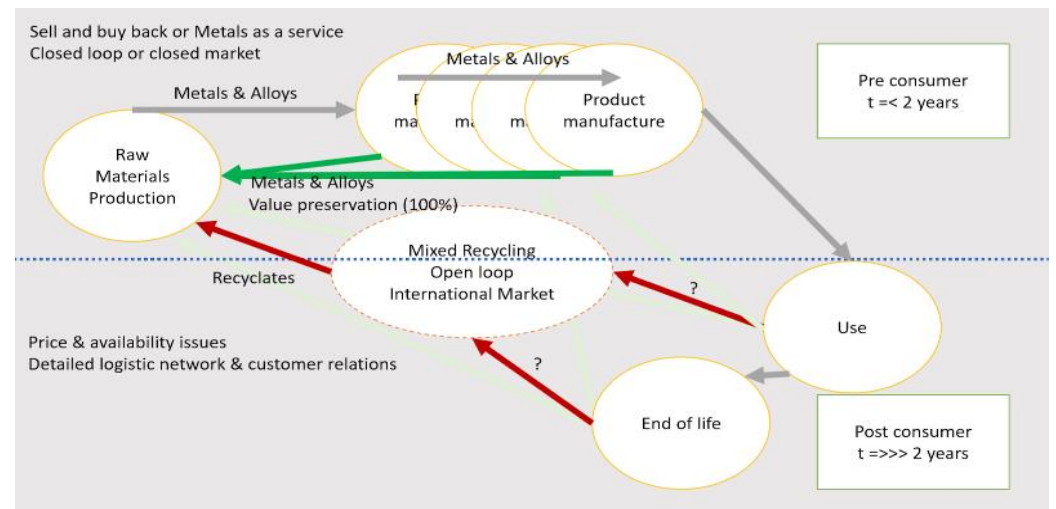 Sell and buy back or Metals as a service
Closed loop or closed market
Metals & Alloys
Metals & Alloys
Pre consumer
t =< 2 years
Product
manufacture
Raw
Materials
Production
Metals & Alloys
Value preservation (100%)
Mixed Recycling
Open loop
International Market
Recyclates
?
Use
Price & availability issues
Detailed logistic network & customer relations
?
End of life
Post consumer
t =>>> 2 years